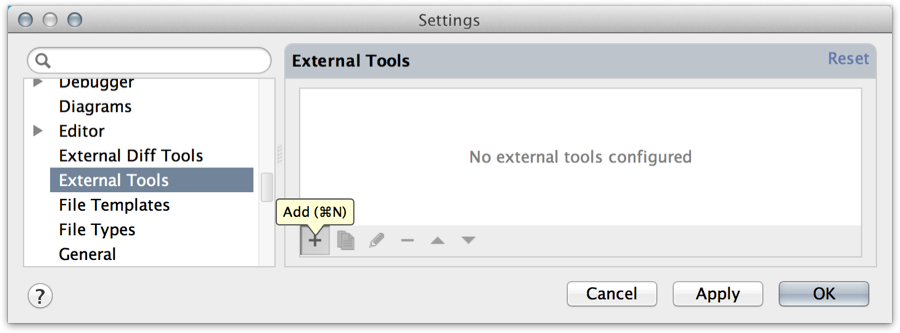 Settings
External Tools
Reset
Debugger
Diagrams
Editor
External Diff Tools
External Tools
File Templates
File Types
General
No external tools configured
Add (⌘N)
?
Cancel
Apply
OK